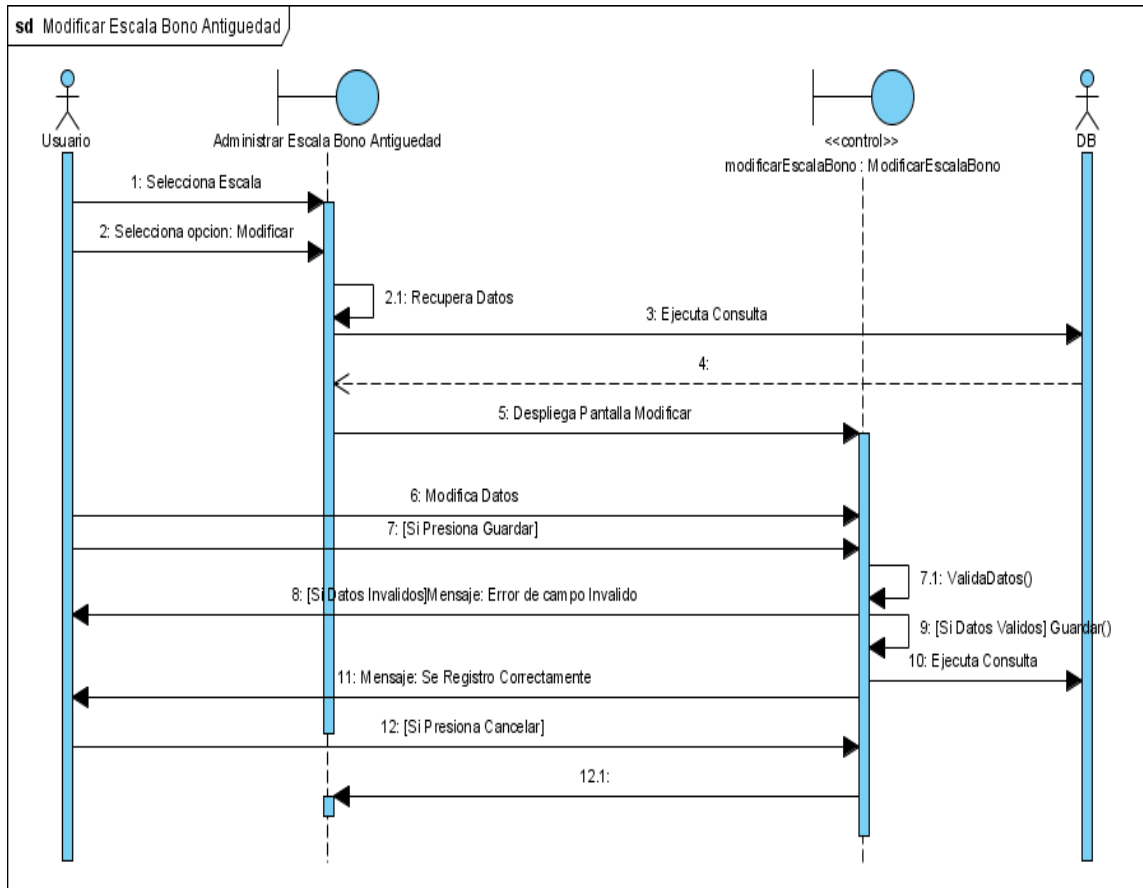 sd Modificar Escala Bono Antiguedad
Usuario
Administrar Escala Bono Antiguedad
<<control>>
modificarEscalaBono : ModificarEscalaBono
DB
1: Selecciona Escala
2: Selecciona opcion: Modificar
2.1: Recupera Datos
3: Ejecuta Consulta
4:
5: Despliega Pantalla Modificar
6: Modifica Datos
7: [Si Presiona Guardar]
7.1: ValidaDatos()
8: [Si Datos Invalidos]Mensaje: Error de campo Invalido
9: [Si Datos Validos] Guardar()
10: Ejecuta Consulta
11: Mensaje: Se Registro Correctamente
12: [Si Presiona Cancelar]
12.1: